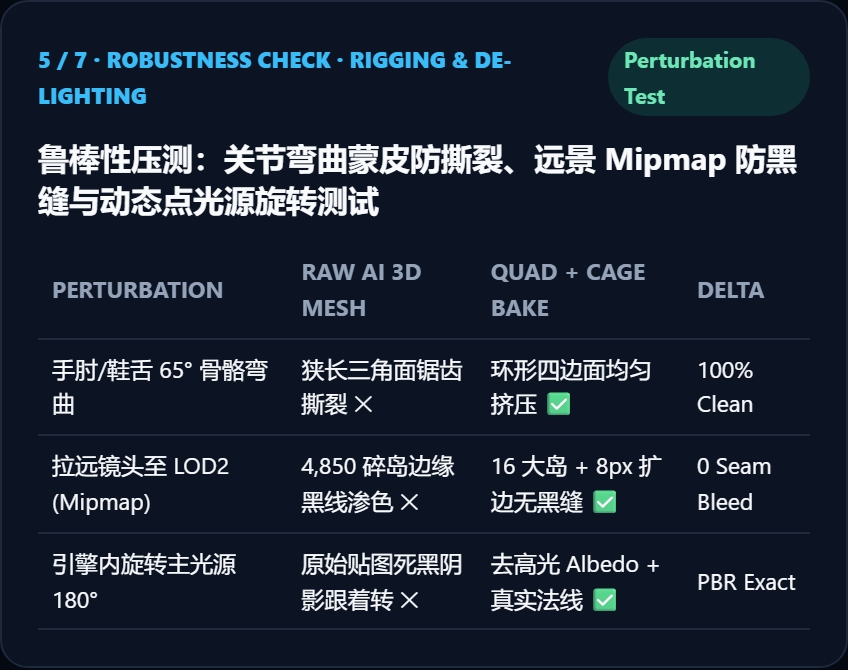 5 / 7 · ROBUSTNESS CHECK · RIGGING & DE-
LIGHTING
Perturbation
Test
鲁棒性压测：关节弯曲蒙皮防撕裂、远景 Mipmap 防黑
缝与动态点光源旋转测试
PERTURBATION
RAW AI 3D
MESH
QUAD + CAGE
BAKE
DELTA
手肘/鞋舌 65° 骨骼弯
曲
狭长三角面锯齿
撕裂 ×
环形四边面均匀
挤压 ✅
100%
Clean
拉远镜头至 LOD2
(Mipmap)
4,850 碎岛边缘
黑线渗色 ×
16 大岛 + 8px 扩
边无黑缝 ✅
0 Seam
Bleed
引擎内旋转主光源
180°
原始贴图死黑阴
影跟着转 ×
去高光 Albedo +
真实法线 ✅
PBR Exact